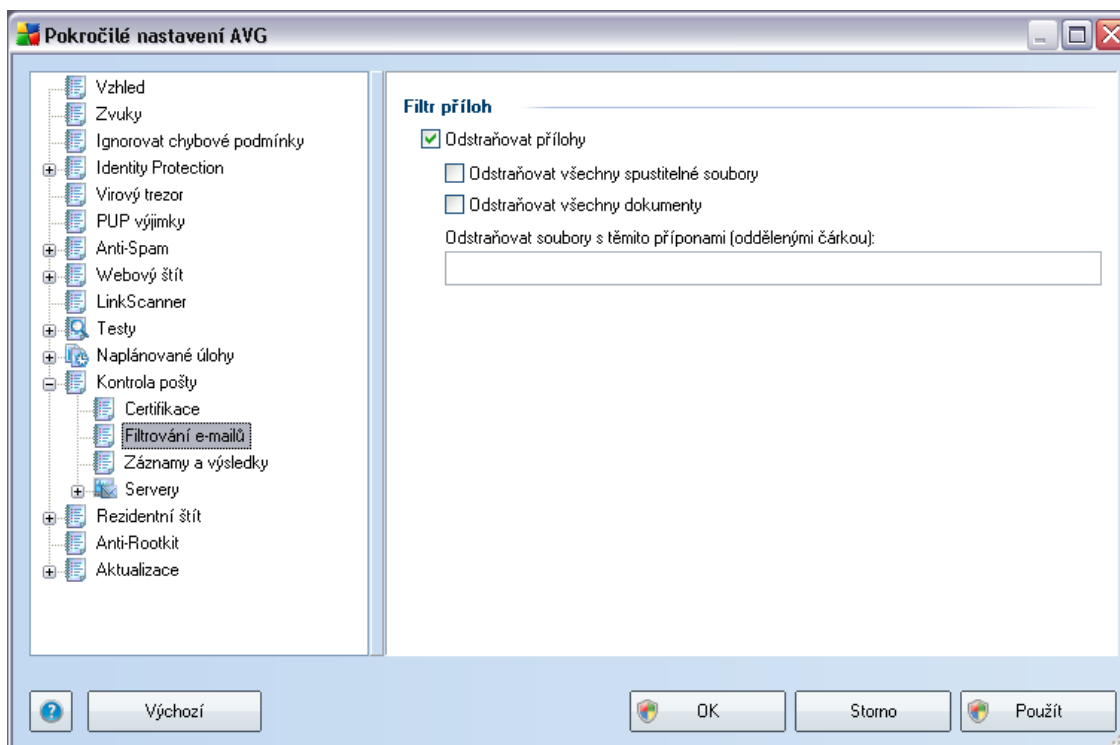 Pokročilé nastavení AVG
Vzhled
Zvuky
Ignorovat chybové podmínky
Identity Protection
Virový trezor
PUP výjimky
Anti-Spam
Webový štít
LinkScanner
Testy
Naplánované úlohy
Kontrola pošty
Certifikace
Filtrování e-mailů
Záznamy a výsledky
Servery
Rezidentní štít
Anti-Rootkit
Aktualizace
Filtr příloh
Odstraňovat přílohy
Odstraňovat všechny spustitelné soubory
Odstraňovat všechny dokumenty
Odstraňovat soubory s těmito příponami (oddělenými čárkou):
Výchozí
OK
Storno
Použít